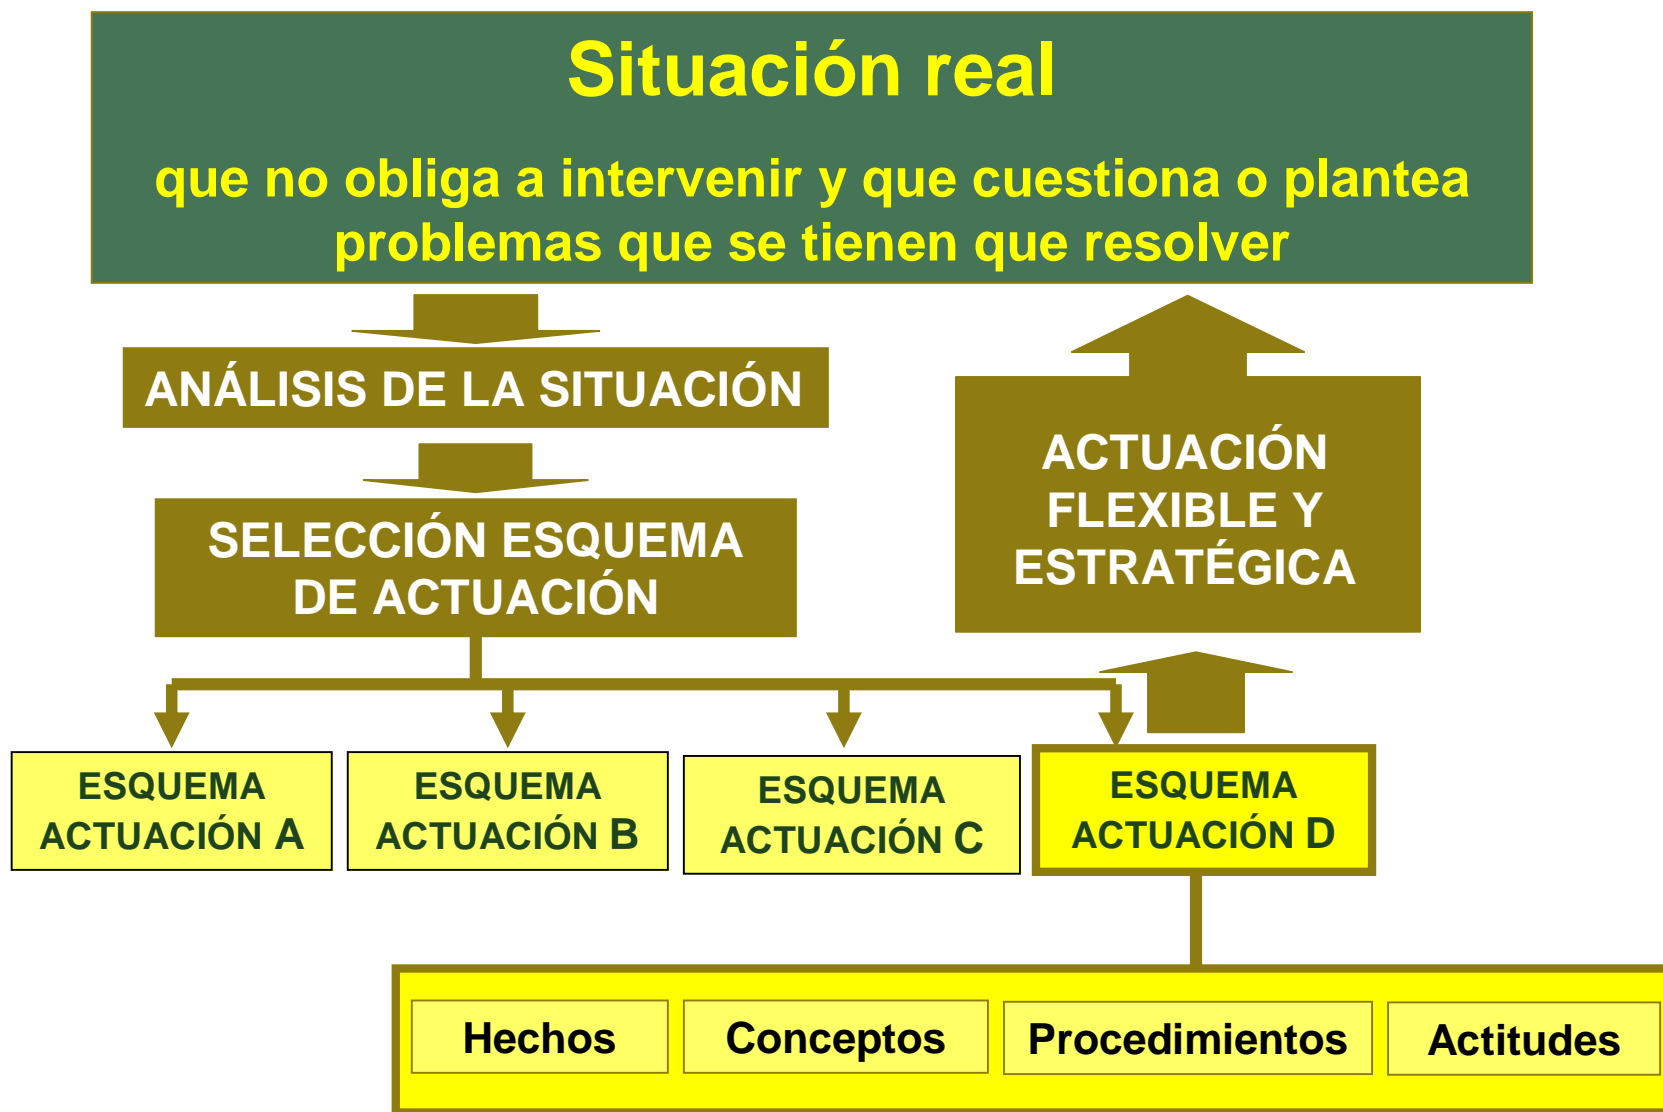 Situación real
que no obliga a intervenir y que cuestiona o plantea
problemas que se tienen que resolver
ANÁLISIS DE LA SITUACIÓN
SELECCIÓN ESQUEMA
DE ACTUACIÓN
ACTUACIÓN
FLEXIBLE Y
ESTRATÉGICA
ESQUEMA
ACTUACIÓN A
ESQUEMA
ACTUACIÓN B
ESQUEMA
ACTUACIÓN C
ESQUEMA
ACTUACIÓN D
Hechos
Conceptos
Procedimientos
Actitudes